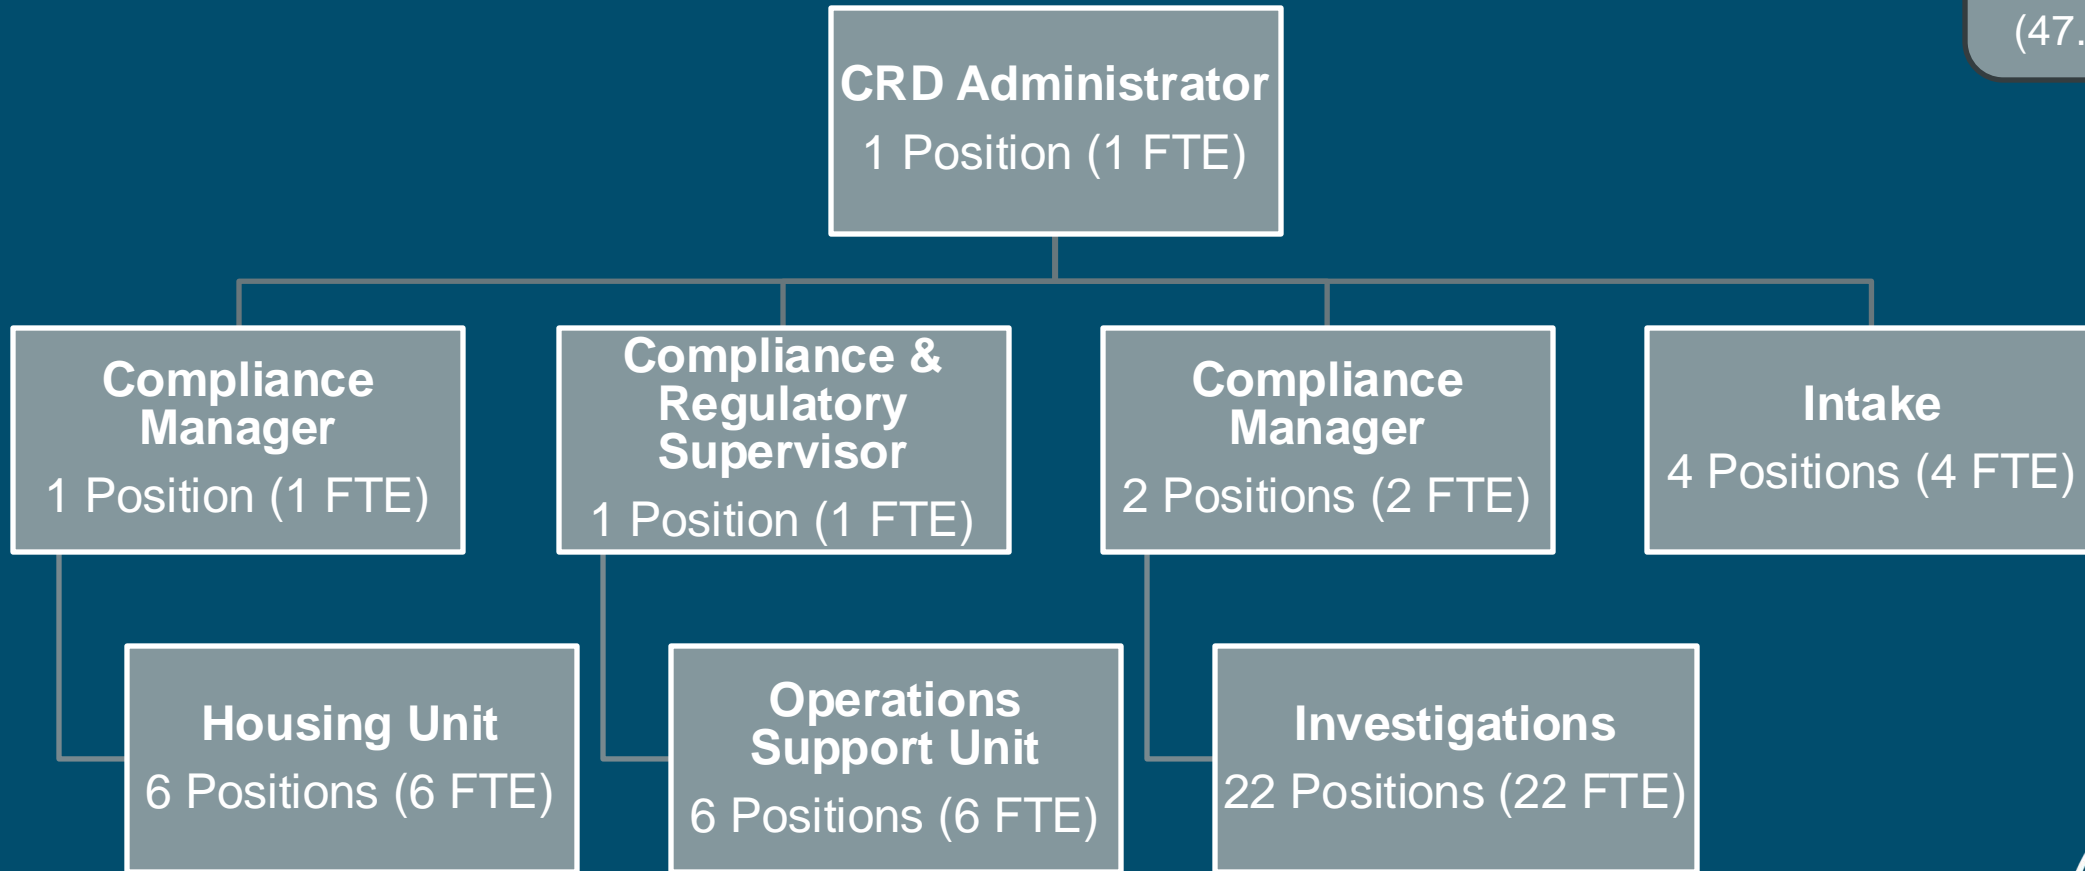 (47.
CRD Administrator
1 Position (1 FTE)
Compliance
Manager
1 Position (1 FTE)
Compliance &
Regulatory
Supervisor
1 Position (1 FTE)
Compliance
Manager
2 Positions (2 FTE)
Intake
4 Positions (4 FTE)
Housing Unit
6 Positions (6 FTE)
Operations
Support Unit
6 Positions (6 FTE)
Investigations
22 Positions (22 FTE)